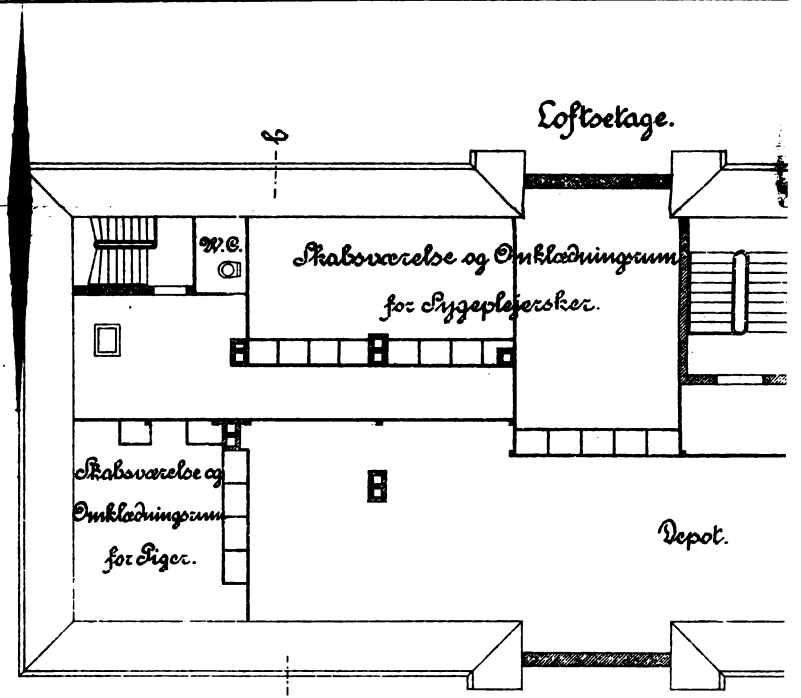 Loftsetage.
b
W.C.
Skabsværelse og Omklædningsrum
for Sygeplejersker.
Skabsværelse og
Omklædningsrum
for Piger.
Depot.